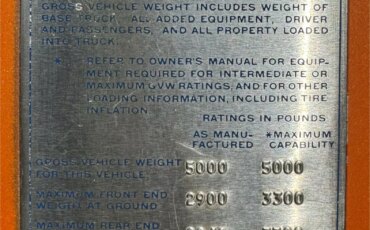 GROSS VEHICLE WEIGHT INCLUDES WEIGHT OF
BASE TRUCK, ALL ADDED EQUIPMENT, DRIVER
AND PASSENGERS, AND ALL PROPERTY LOADED
INTO TRUCK.
* REFER TO OWNER'S MANUAL FOR EQUIP-
MENT REQUIRED FOR INTERMEDIATE OR
MAXIMUM GVW RATINGS, AND FOR OTHER
LOADING INFORMATION, INCLUDING TIRE
INFLATION.
RATINGS IN POUNDS
AS MANU- *MAXIMUM
FACTURED CAPABILITY
GROSS VEHICLE WEIGHT
FOR THIS VEHICLE 5000 5000
MAXIMUM FRONT END
WEIGHT AT GROUND 2900 3300
MAXIMUM REAR END